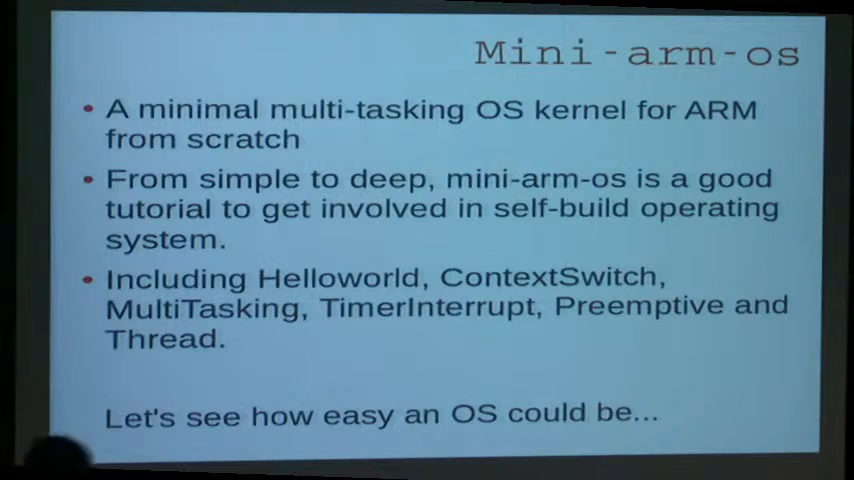 Mini-arm-os
• A minimal multi-tasking OS kernel for ARM
from scratch
• From simple to deep, mini-arm-os is a good
tutorial to get involved in self-build operating
system.
• Including Helloworld, ContextSwitch,
MultiTasking, TimerInterrupt, Preemptive and
Thread.
Let's see how easy an OS could be...